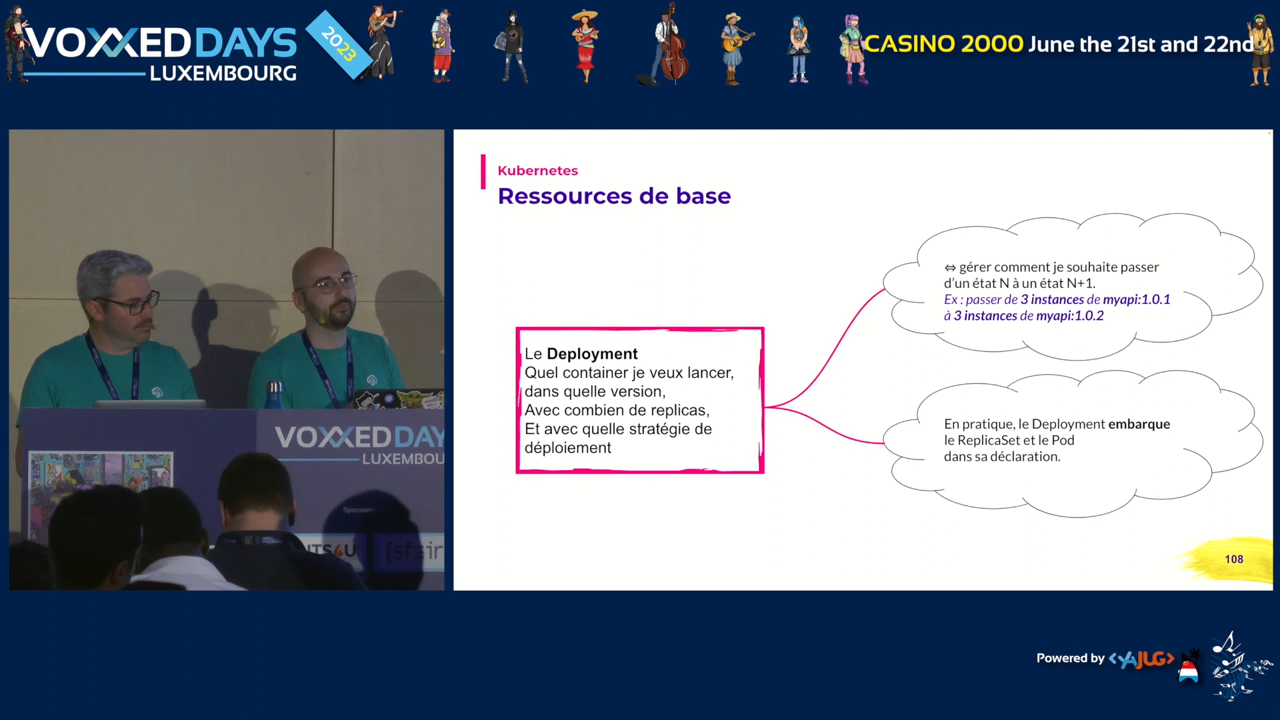 VOXXED DAYS
LUXEMBOURG
2023
CASINO 2000 June the 21st and 22nd
Kubernetes
Ressources de base
Le Deployment
Quel container je veux lancer,
dans quelle version,
Avec combien de replicas,
Et avec quelle stratégie de
déploiement
⇔ gérer comment je souhaite passer
d'un état N à un état N+1.
Ex : passer de 3 instances de myapi:1.0.1
à 3 instances de myapi:1.0.2
En pratique, le Deployment embarque
le ReplicaSet et le Pod
dans sa déclaration.
108
VOXXED DAY
LUXEMBOU
Powered by <YAJUG>